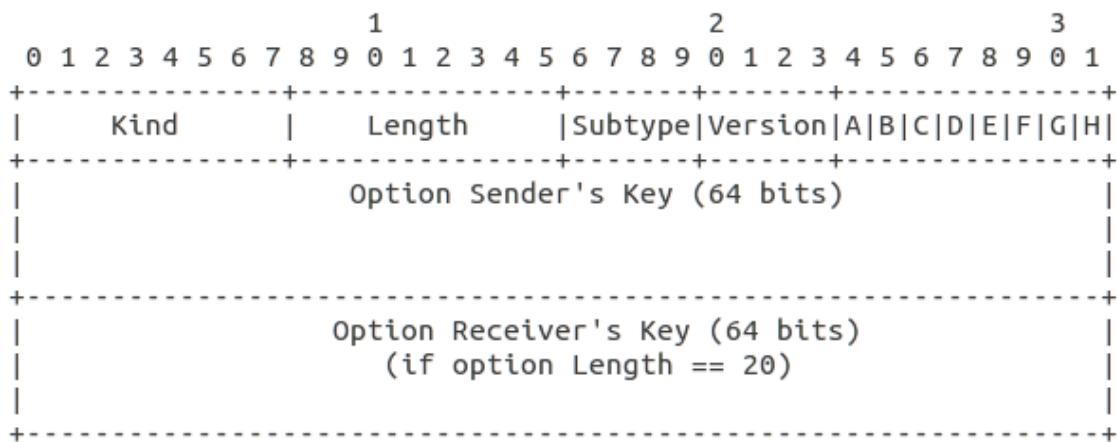 1                   2                   3
 0 1 2 3 4 5 6 7 8 9 0 1 2 3 4 5 6 7 8 9 0 1 2 3 4 5 6 7 8 9 0 1
+---------------+---------------+-------+-------+---------------+
|     Kind      |    Length     |Subtype|Version|A|B|C|D|E|F|G|H|
+---------------+---------------+-------+-------+---------------+
|                   Option Sender's Key (64 bits)               |
|                                                               |
|                                                               |
+---------------------------------------------------------------+
|                  Option Receiver's Key (64 bits)              |
|                     (if option Length == 20)                  |
|                                                               |
+---------------------------------------------------------------+